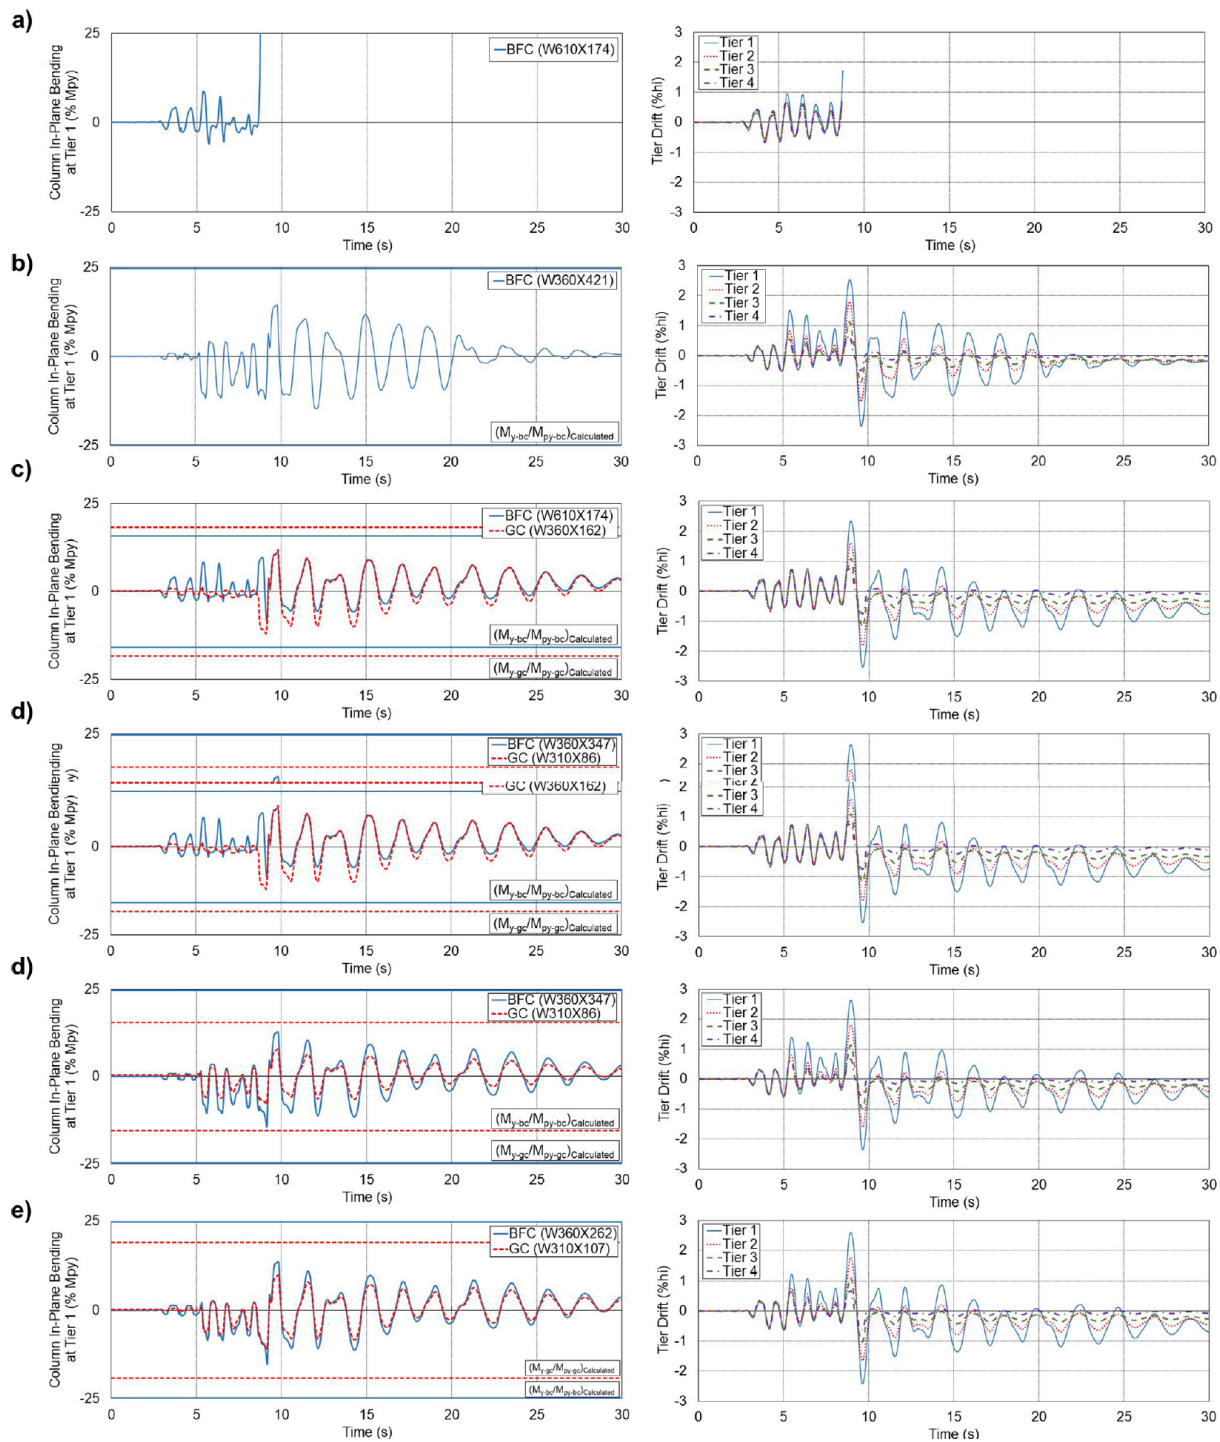 a)
Column In-Plane Bending
at Tier 1 (% Mpy)
25
0
-25
BFC (W610X174)
0 5 10 15 20 25 30
Time (s)
Tier Drift (%hi)
3
2
1
0
-1
-2
-3
Tier 1
Tier 2
Tier 3
Tier 4
0 5 10 15 20 25 30
Time (s)
b)
Column In-Plane Bending
at Tier 1 (% Mpy)
25
0
-25
BFC (W360X421)
(My-bc/Mpy-bc)Calculated
0 5 10 15 20 25 30
Time (s)
Tier Drift (%hi)
3
2
1
0
-1
-2
-3
Tier 1
Tier 2
Tier 3
Tier 4
0 5 10 15 20 25 30
Time (s)
c)
Column In-Plane Bending
at Tier 1 (% Mpy)
25
0
-25
BFC (W610X174)
GC (W360X162)
(My-bc/Mpy-bc)Calculated
(My-gc/Mpy-gc)Calculated
0 5 10 15 20 25 30
Time (s)
Tier Drift (%hi)
3
2
1
0
-1
-2
-3
Tier 1
Tier 2
Tier 3
Tier 4
0 5 10 15 20 25 30
Time (s)
d)
Column In-Plane Bendiending
at Tier 1 (% Mpy)
25
0
-25
BFC (W360X347)
GC (W310X86)
GC (W360X162)
(My-bc/Mpy-bc)Calculated
(My-gc/Mpy-gc)Calculated
0 5 10 15 20 25 30
Time (s)
Tier Drift (%hi)
3
2
1
0
-1
-2
-3
Tier 1
Tier 2
Tier 3
Tier 3
Tier 4
0 5 10 15 20 25 30
Time (s)
d)
Column In-Plane Bending
at Tier 1 (% Mpy)
25
0
-25
BFC (W360X347)
GC (W310X86)
(My-bc/Mpy-bc)Calculated
(My-gc/Mpy-gc)Calculated
0 5 10 15 20 25 30
Time (s)
Tier Drift (%hi)
3
2
1
0
-1
-2
-3
Tier 1
Tier 2
Tier 3
Tier 4
0 5 10 15 20 25 30
Time (s)
e)
Column In-Plane Bending
at Tier 1 (% Mpy)
25
0
-25
BFC (W360X262)
GC (W310X107)
(My-gc/Mpy-gc)Calculated
(My-bc/Mpy-bc)Calculated
0 5 10 15 20 25 30
Time (s)
Tier Drift (%hi)
3
2
1
0
-1
-2
-3
Tier 1
Tier 2
Tier 3
Tier 4
0 5 10 15 20 25 30
Time (s)